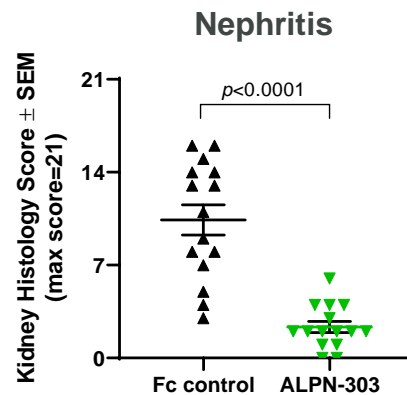 Nephritis
Kidney Histology Score ± SEM
(max score=21)
21
14
7
0
p<0.0001
Fc control
ALPN-303